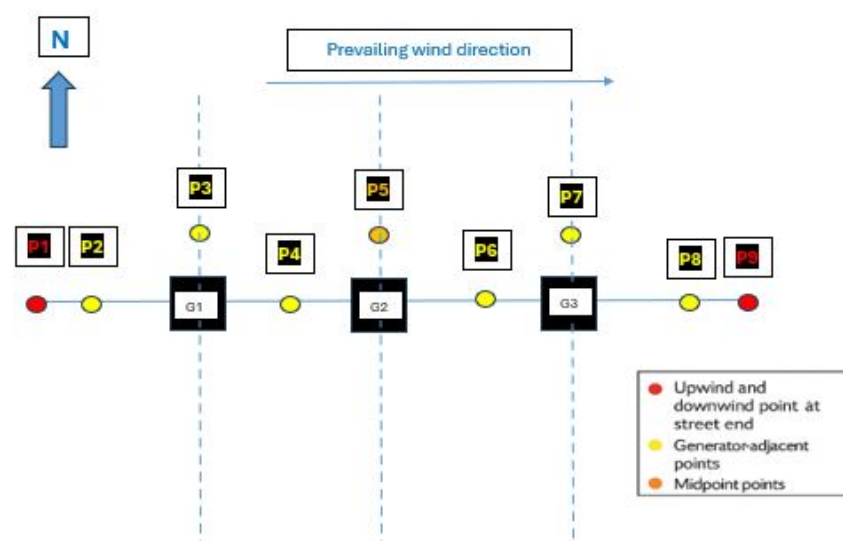 N
Prevailing wind direction
P3
P5
P7
P1
P2
P4
P6
P8
P9
G1
G2
G3
Upwind and
downwind point at
street end
Generator-adjacent
points
Midpoint points